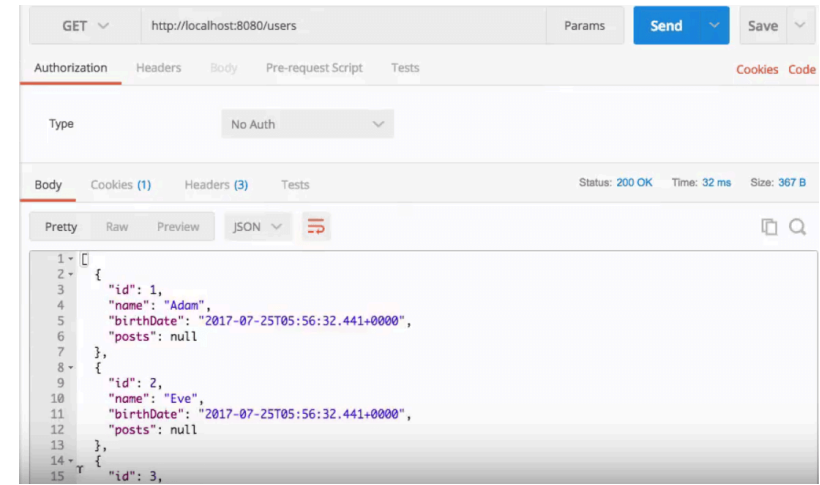 GET http://localhost:8080/users Params Send Save
Authorization Headers Body Pre-request Script Tests Cookies Code
Type No Auth
Body Cookies (1) Headers (3) Tests Status: 200 OK Time: 32 ms Size: 367 B
Pretty Raw Preview JSON
1 [
2 {
3 "id": 1,
4 "name": "Adam",
5 "birthDate": "2017-07-25T05:56:32.441+0000",
6 "posts": null
7 },
8 {
9 "id": 2,
10 "name": "Eve",
11 "birthDate": "2017-07-25T05:56:32.441+0000",
12 "posts": null
13 },
14 {
15 "id": 3,